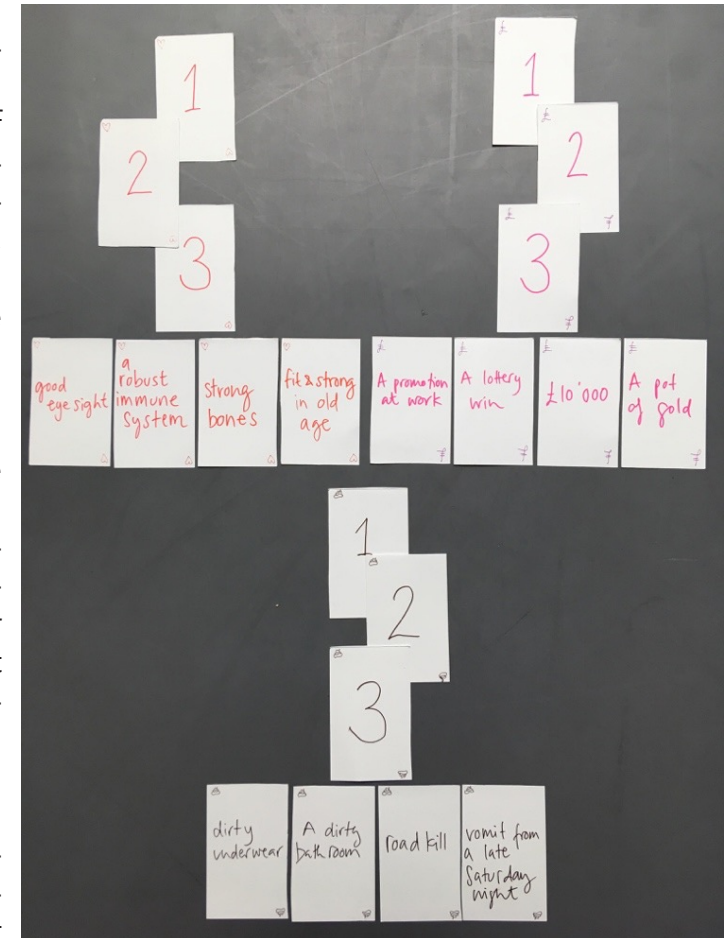 1
2
3
£
1
£
£
2
£
£
3
£
good
eye sight
a
robust
immune
system
strong
bones
fit & strong
in old
age
£
A promotion
at work
£
£
A lottery
win
£
£
£10'000
£
£
A pot
of gold
£
1
2
3
dirty
underwear
A dirty
bathroom
road kill
vomit from
a late
Saturday
night